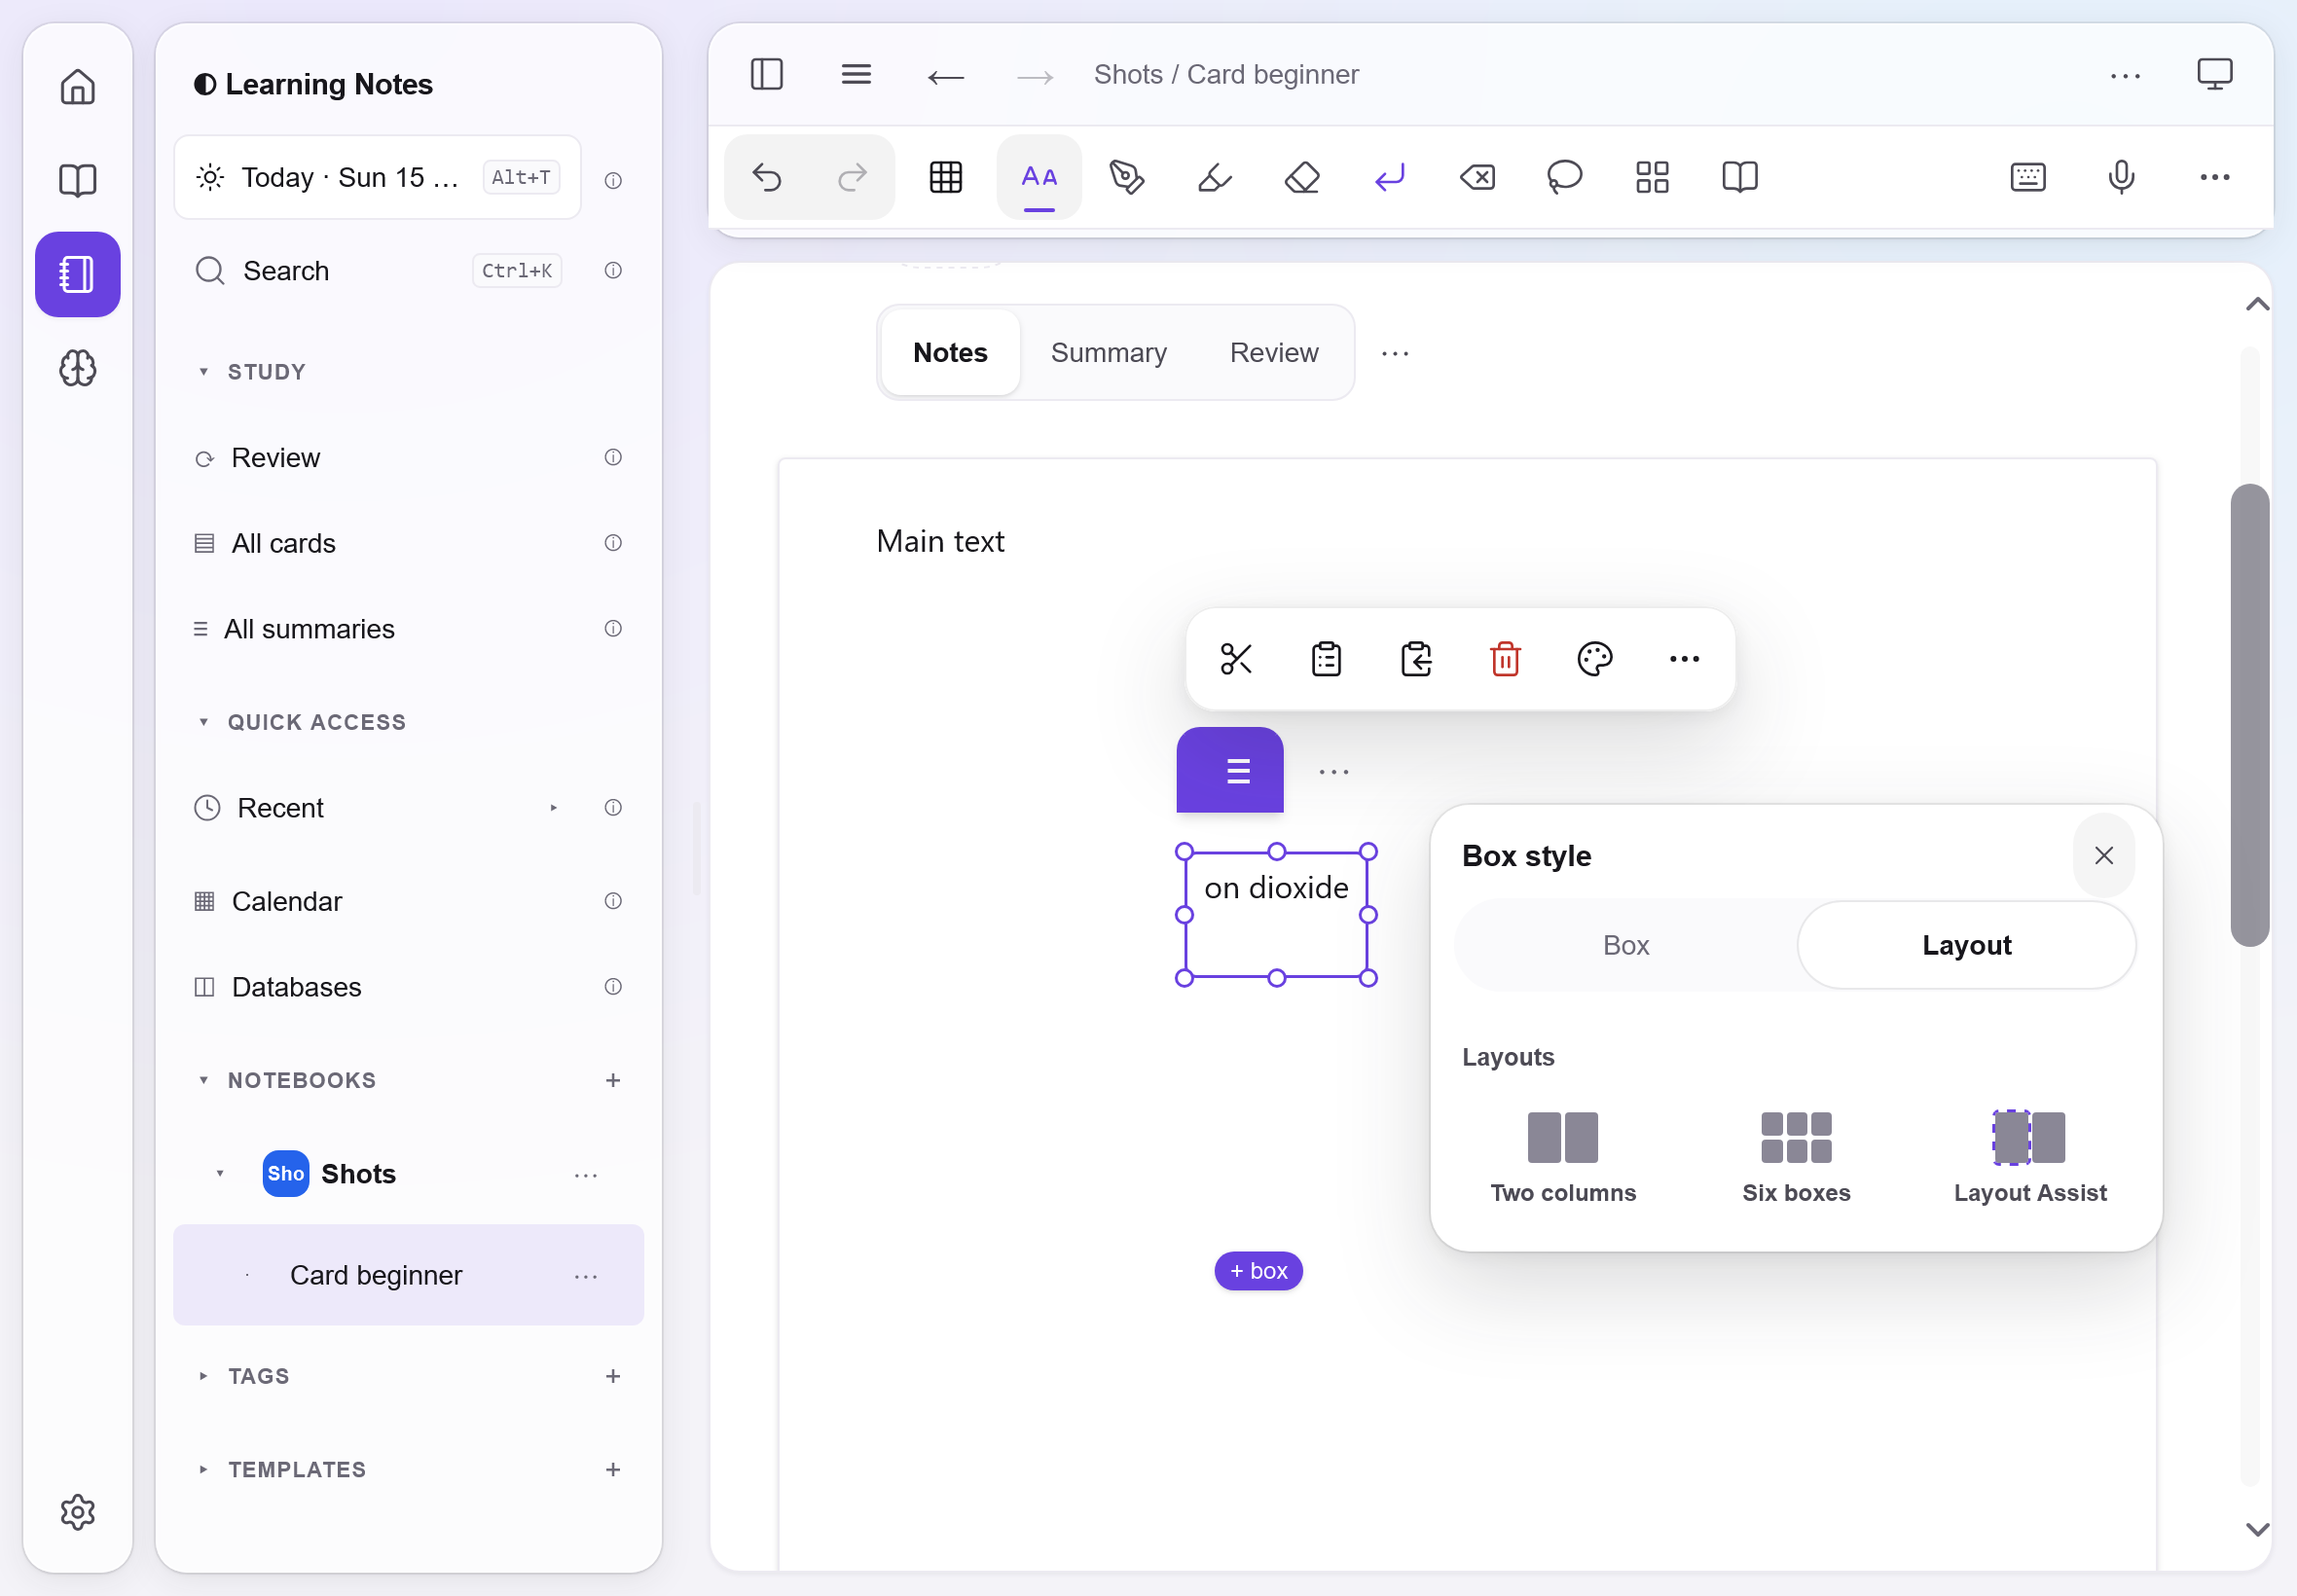 Learning Notes
Today · Sun 15 ... Alt+T
Search Ctrl+K
STUDY
Review
All cards
All summaries
QUICK ACCESS
Recent
Calendar
Databases
NOTEBOOKS +
Sho Shots ...
Card beginner ...
TAGS +
TEMPLATES +
Shots / Card beginner
Notes Summary Review ...
Main text
on dioxide
+ box
Box style
Box Layout
Layouts
Two columns Six boxes Layout Assist